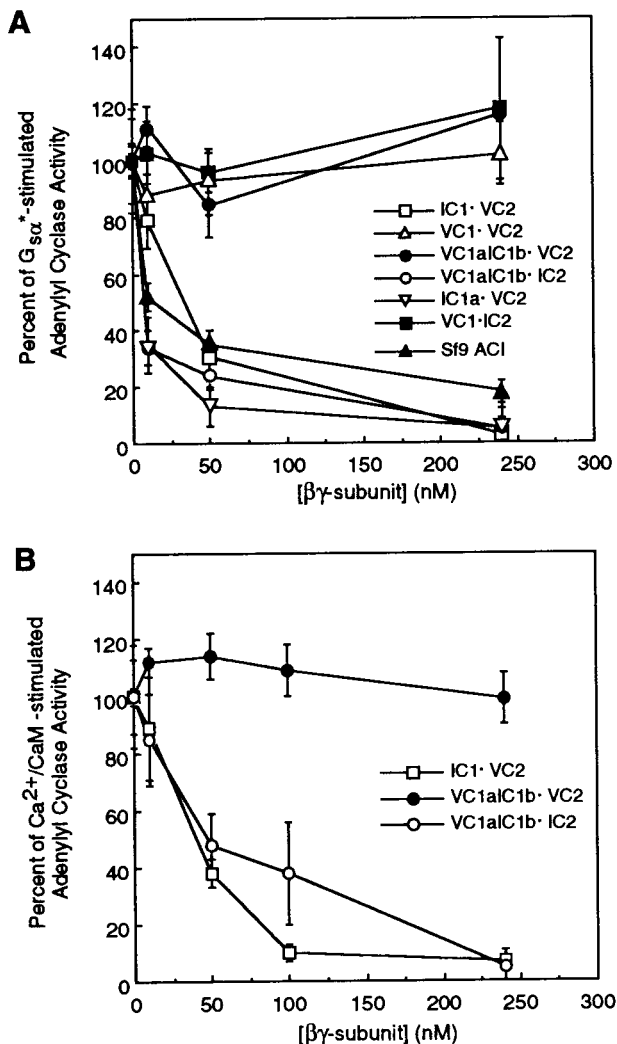 A
Percent of Gsα*-stimulated
Adenylyl Cyclase Activity
140
120
100
80
60
40
20
0
IC1· VC2
VC1· VC2
VC1aIC1b· VC2
VC1aIC1b· IC2
IC1a· VC2
VC1·IC2
Sf9 ACI
0 50 100 150 200 250 300
[βγ-subunit] (nM)
B
Percent of Ca2+/CaM -stimulated
Adenylyl Cyclase Activity
140
120
100
80
60
40
20
0
IC1· VC2
VC1aIC1b· VC2
VC1aIC1b· IC2
0 50 100 150 200 250 300
[βγ-subunit] (nM)